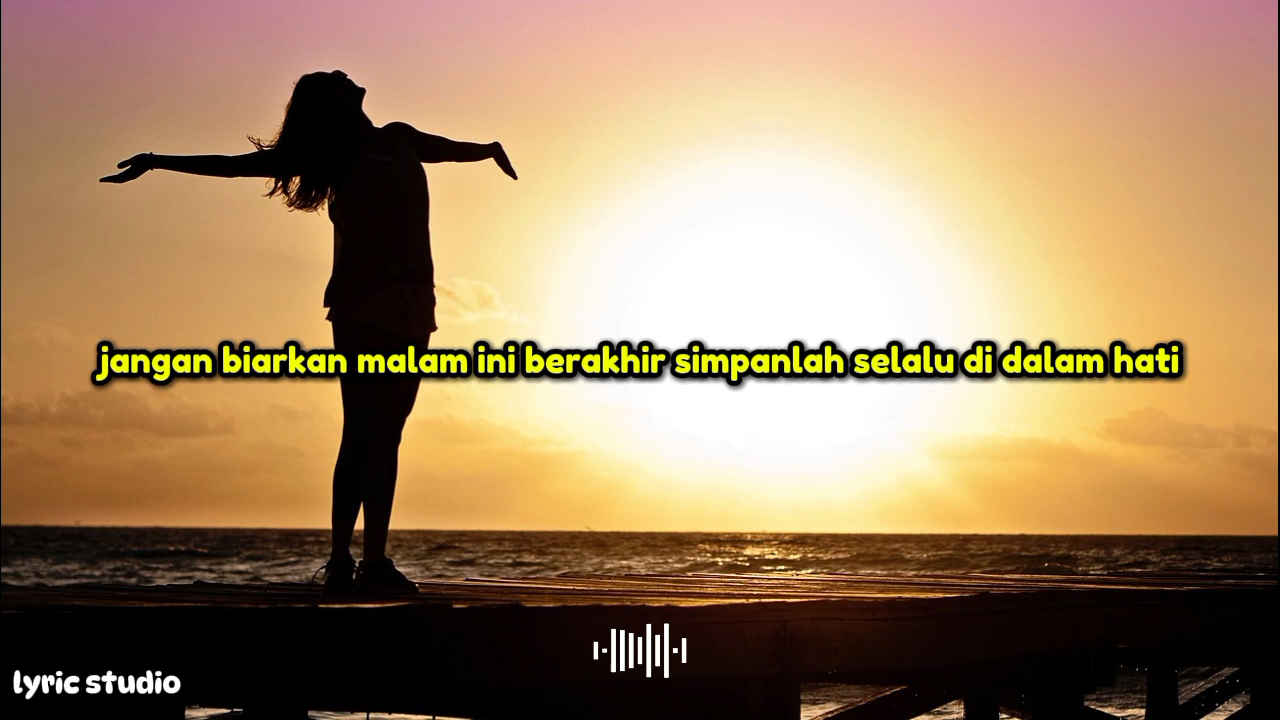 jangan biarkan malam ini berakhir simpanlah selalu di dalam hati
lyric studio